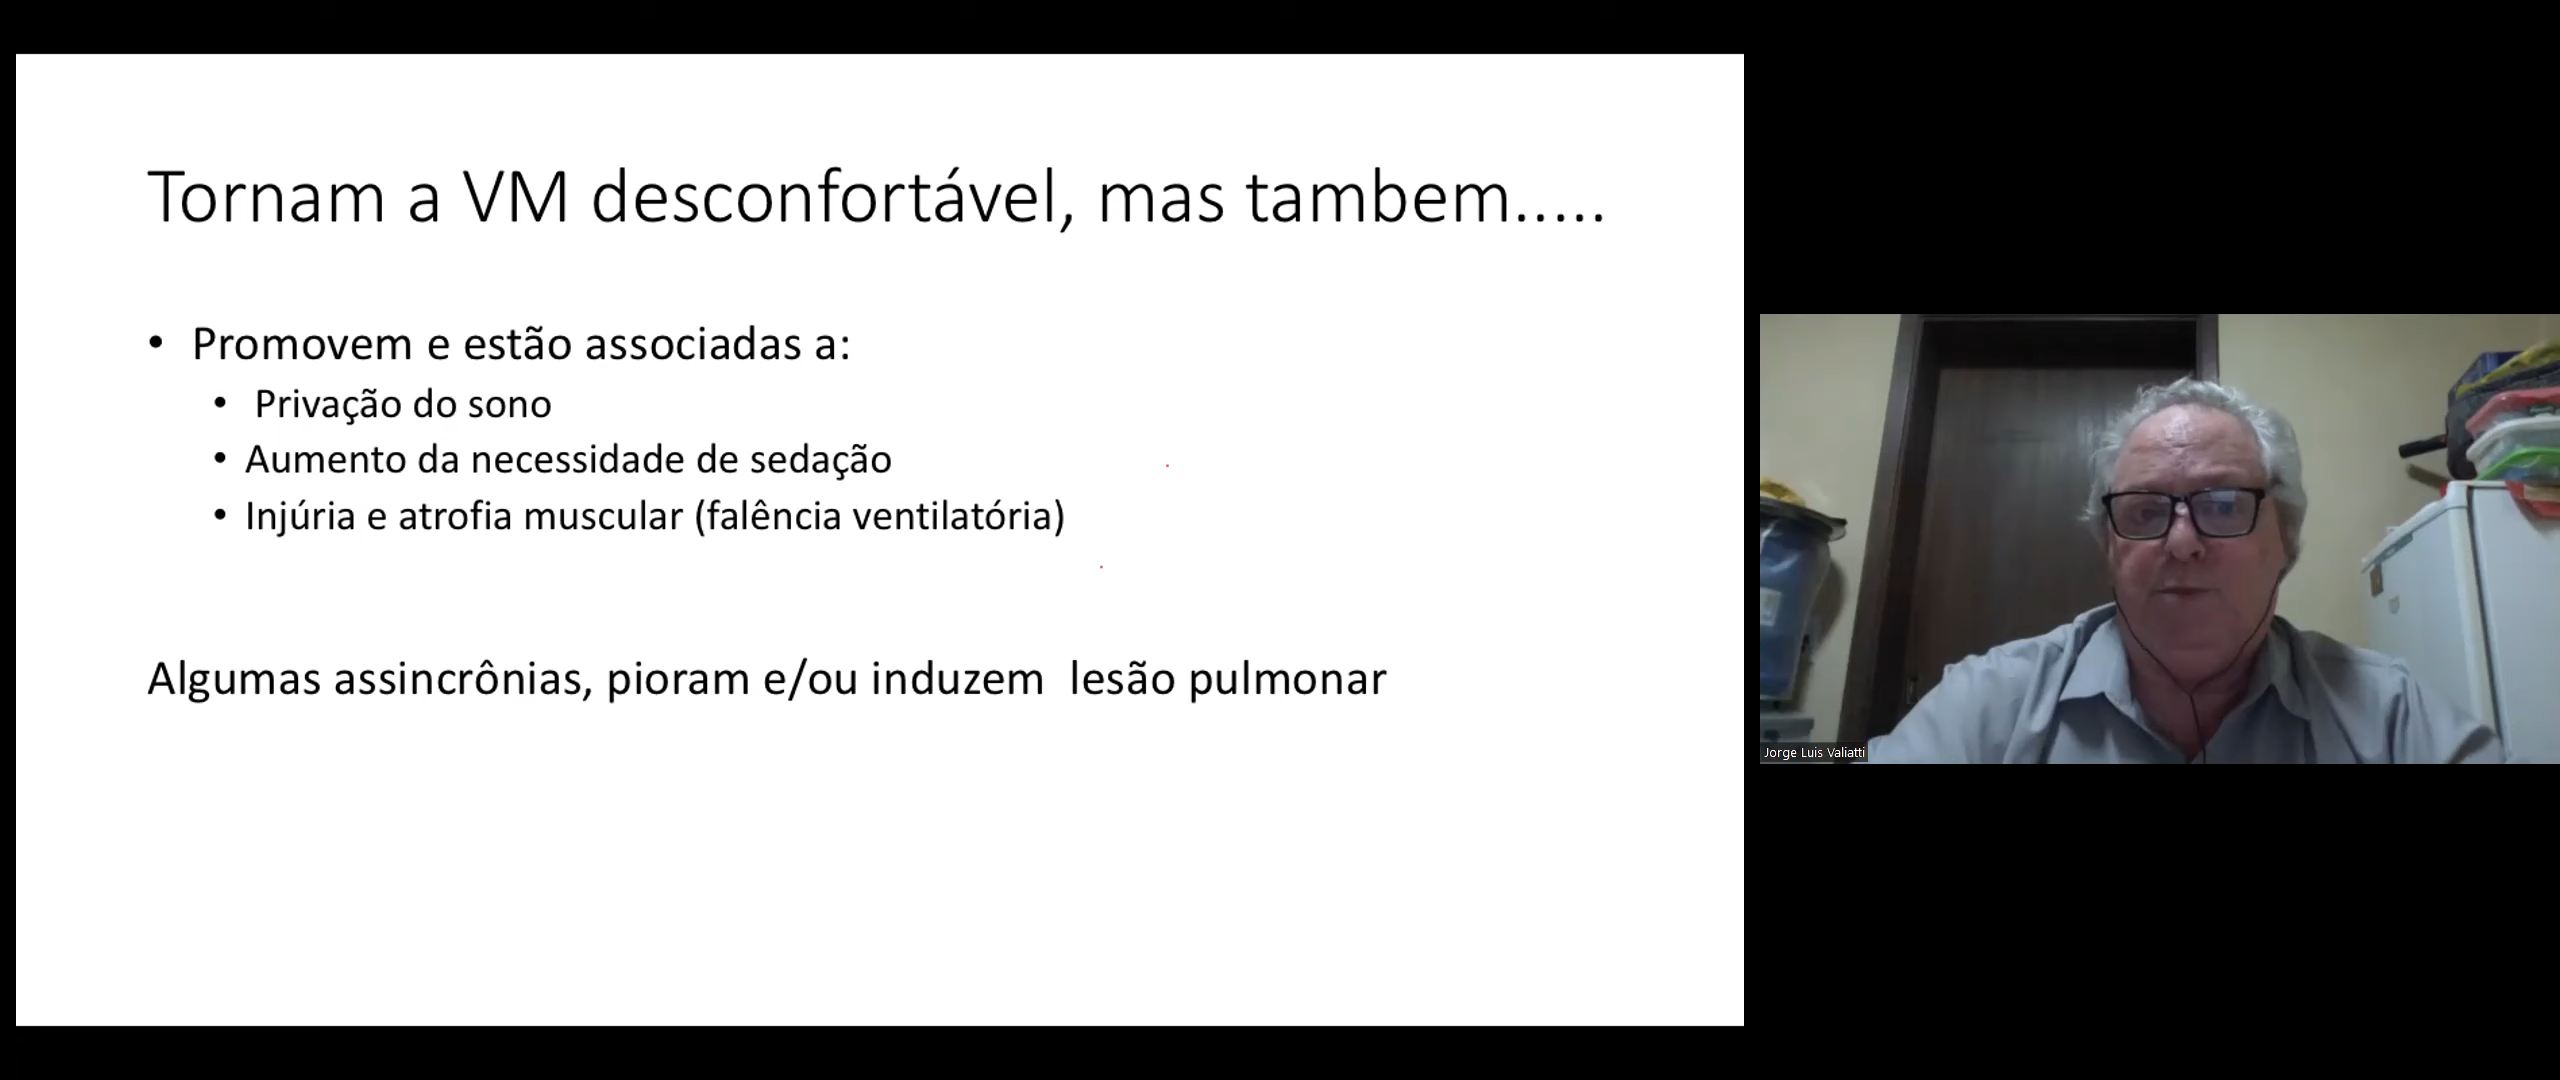 Tornam a VM desconfortável, mas tambem.....
• Promovem e estão associadas a:
• Privação do sono
• Aumento da necessidade de sedação
• Injúria e atrofia muscular (falência ventilatória)
Algumas assincrônias, pioram e/ou induzem  lesão pulmonar
Jorge Luis Valiatti